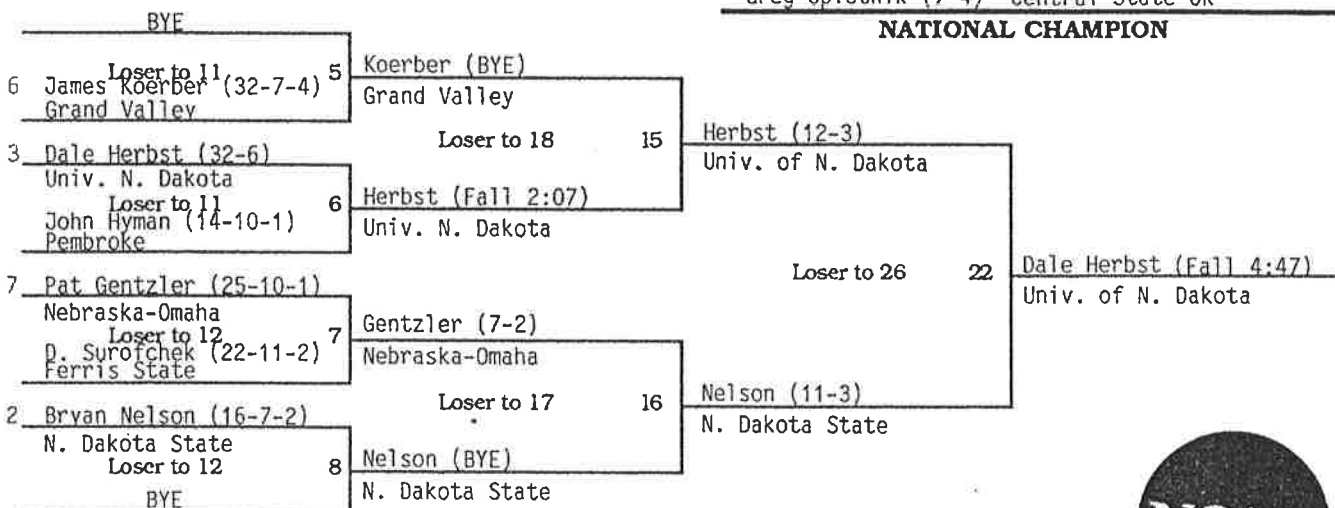 NATIONAL CHAMPION
BYE
Loser to 11 5
6 James Koerber (32-7-4)
Grand Valley
Koerber (BYE)
Grand Valley
Loser to 18 15
3 Dale Herbst (32-6)
Univ. N. Dakota
Loser to 11 6
John Hyman (14-10-1)
Pembroke
Herbst (Fall 2:07)
Univ. N. Dakota
Herbst (12-3)
Univ. of N. Dakota
7 Pat Gentzler (25-10-1)
Nebraska-Omaha
Loser to 12 7
D. Surofchek (22-11-2)
Ferris State
Gentzler (7-2)
Nebraska-Omaha
Loser to 17 16
2 Bryan Nelson (16-7-2)
N. Dakota State
Loser to 12 8
BYE
Nelson (BYE)
N. Dakota State
Nelson (11-3)
N. Dakota State
Loser to 26 22
Dale Herbst (Fall 4:47)
Univ. of N. Dakota